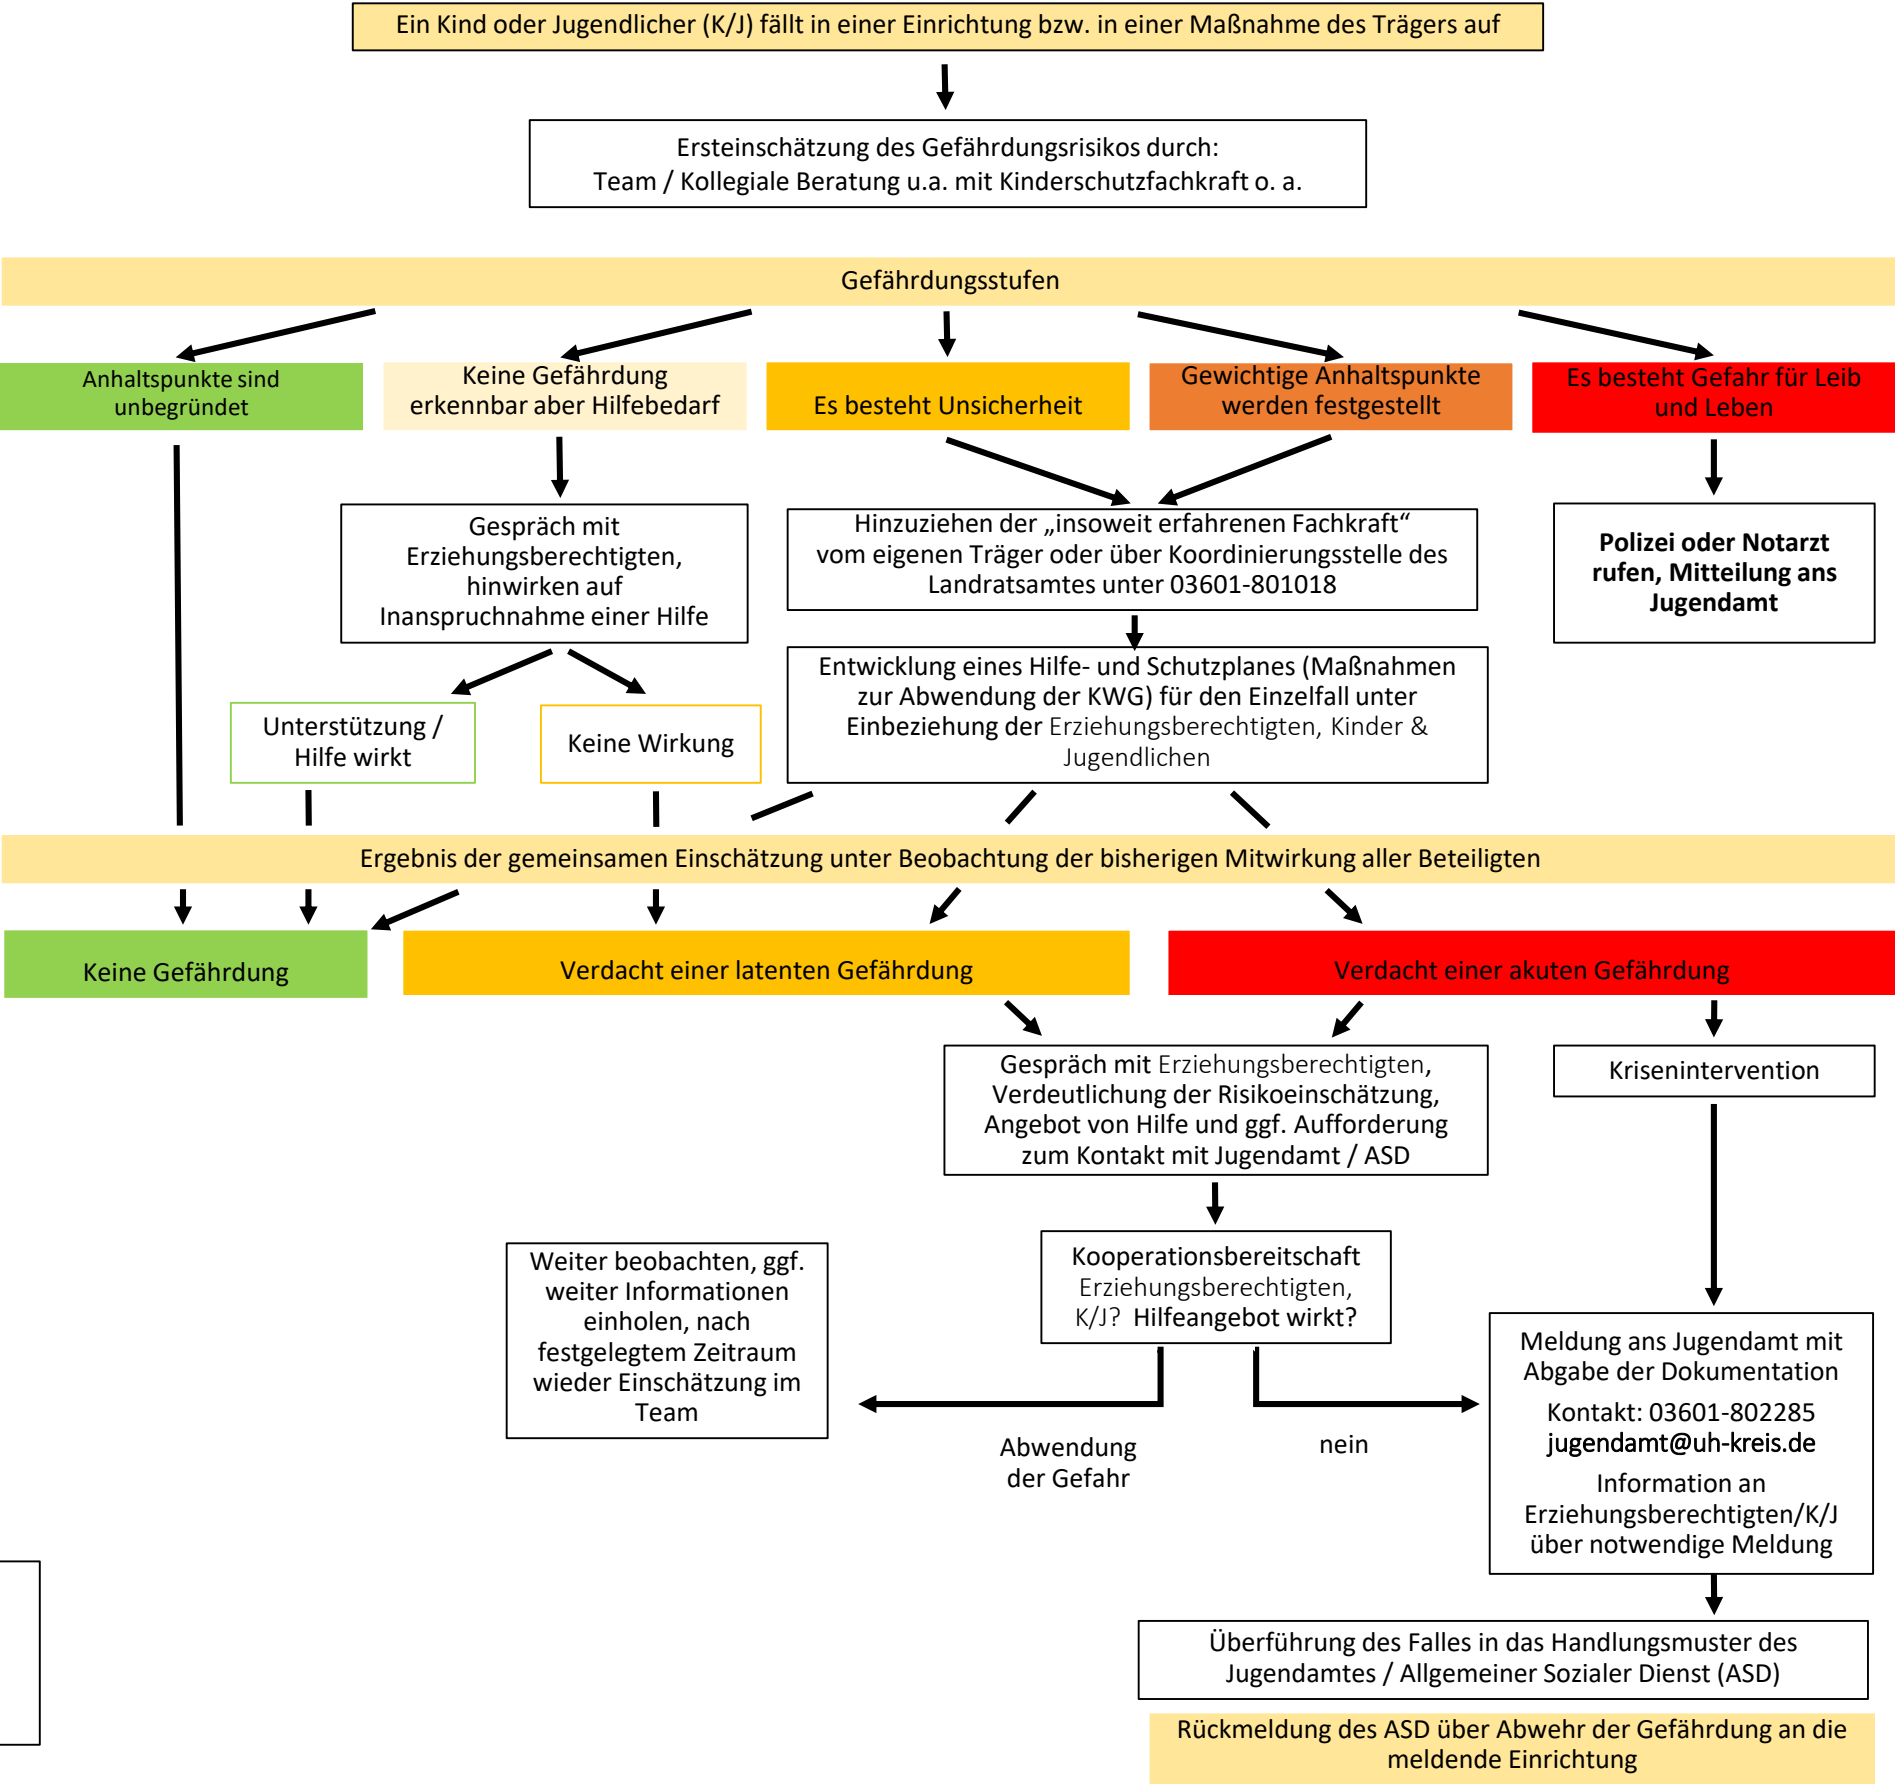 Ein Kind oder Jugendlicher (K/J) fällt in einer Einrichtung bzw. in einer Maßnahme des Trägers auf
Ersteinschätzung des Gefährdungsrisikos durch:
Team / Kollegiale Beratung u.a. mit Kinderschutzfachkraft o. a.
Gefährdungsstufen
Anhaltspunkte sind
unbegründet
Keine Gefährdung
erkennbar aber Hilfebedarf
Es besteht Unsicherheit
Gewichtige Anhaltspunkte
werden festgestellt
Es besteht Gefahr für Leib
und Leben
Gespräch mit
Erziehungsberechtigten,
hinwirken auf
Inanspruchnahme einer Hilfe
Hinzuziehen der „insoweit erfahrenen Fachkraft“
vom eigenen Träger oder über Koordinierungsstelle des
Landratsamtes unter 03601-801018
Polizei oder Notarzt
rufen, Mitteilung ans
Jugendamt
Entwicklung eines Hilfe- und Schutzplanes (Maßnahmen
zur Abwendung der KWG) für den Einzelfall unter
Einbeziehung der Erziehungsberechtigten, Kinder &
Jugendlichen
Unterstützung /
Hilfe wirkt
Keine Wirkung
Ergebnis der gemeinsamen Einschätzung unter Beobachtung der bisherigen Mitwirkung aller Beteiligten
Keine Gefährdung
Verdacht einer latenten Gefährdung
Verdacht einer akuten Gefährdung
Gespräch mit Erziehungsberechtigten,
Verdeutlichung der Risikoeinschätzung,
Angebot von Hilfe und ggf. Aufforderung
zum Kontakt mit Jugendamt / ASD
Krisenintervention
Weiter beobachten, ggf.
weiter Informationen
einholen, nach
festgelegtem Zeitraum
wieder Einschätzung im
Team
Kooperationsbereitschaft
Erziehungsberechtigten,
K/J? Hilfeangebot wirkt?
Abwendung
der Gefahr
nein
Meldung ans Jugendamt mit
Abgabe der Dokumentation
Kontakt: 03601-802285
jugendamt@uh-kreis.de
Information an
Erziehungsberechtigten/K/J
über notwendige Meldung
Überführung des Falles in das Handlungsmuster des
Jugendamtes / Allgemeiner Sozialer Dienst (ASD)
Rückmeldung des ASD über Abwehr der Gefährdung an die
meldende Einrichtung